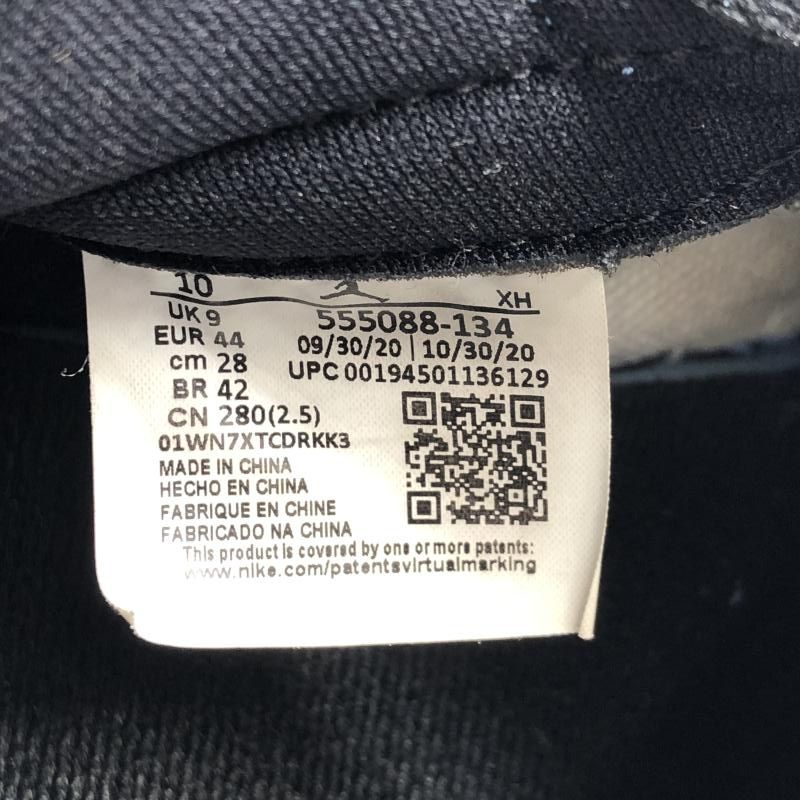 10
XH
UK 9
555088-134
EUR 44
09/30/20 | 10/30/20
cm 28
UPC 00194501136129
BR 42
CN 280(2.5)
01WN7XTCDRKK3
MADE IN CHINA
HECHO EN CHINA
FABRIQUE EN CHINE
FABRICADO NA CHINA
This product is covered by one or more patents:
www.nike.com/patentsvirtualmarking